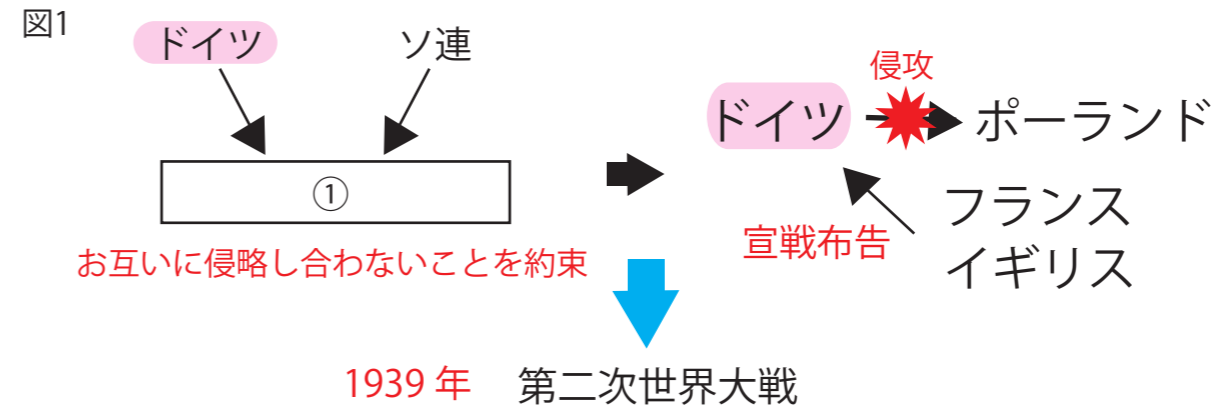 図1
ドイツ
ソ連
①
お互いに侵略し合わないことを約束
侵攻
ドイツ
ポーランド
宣戦布告
フランス
イギリス
1939 年 第二次世界大戦